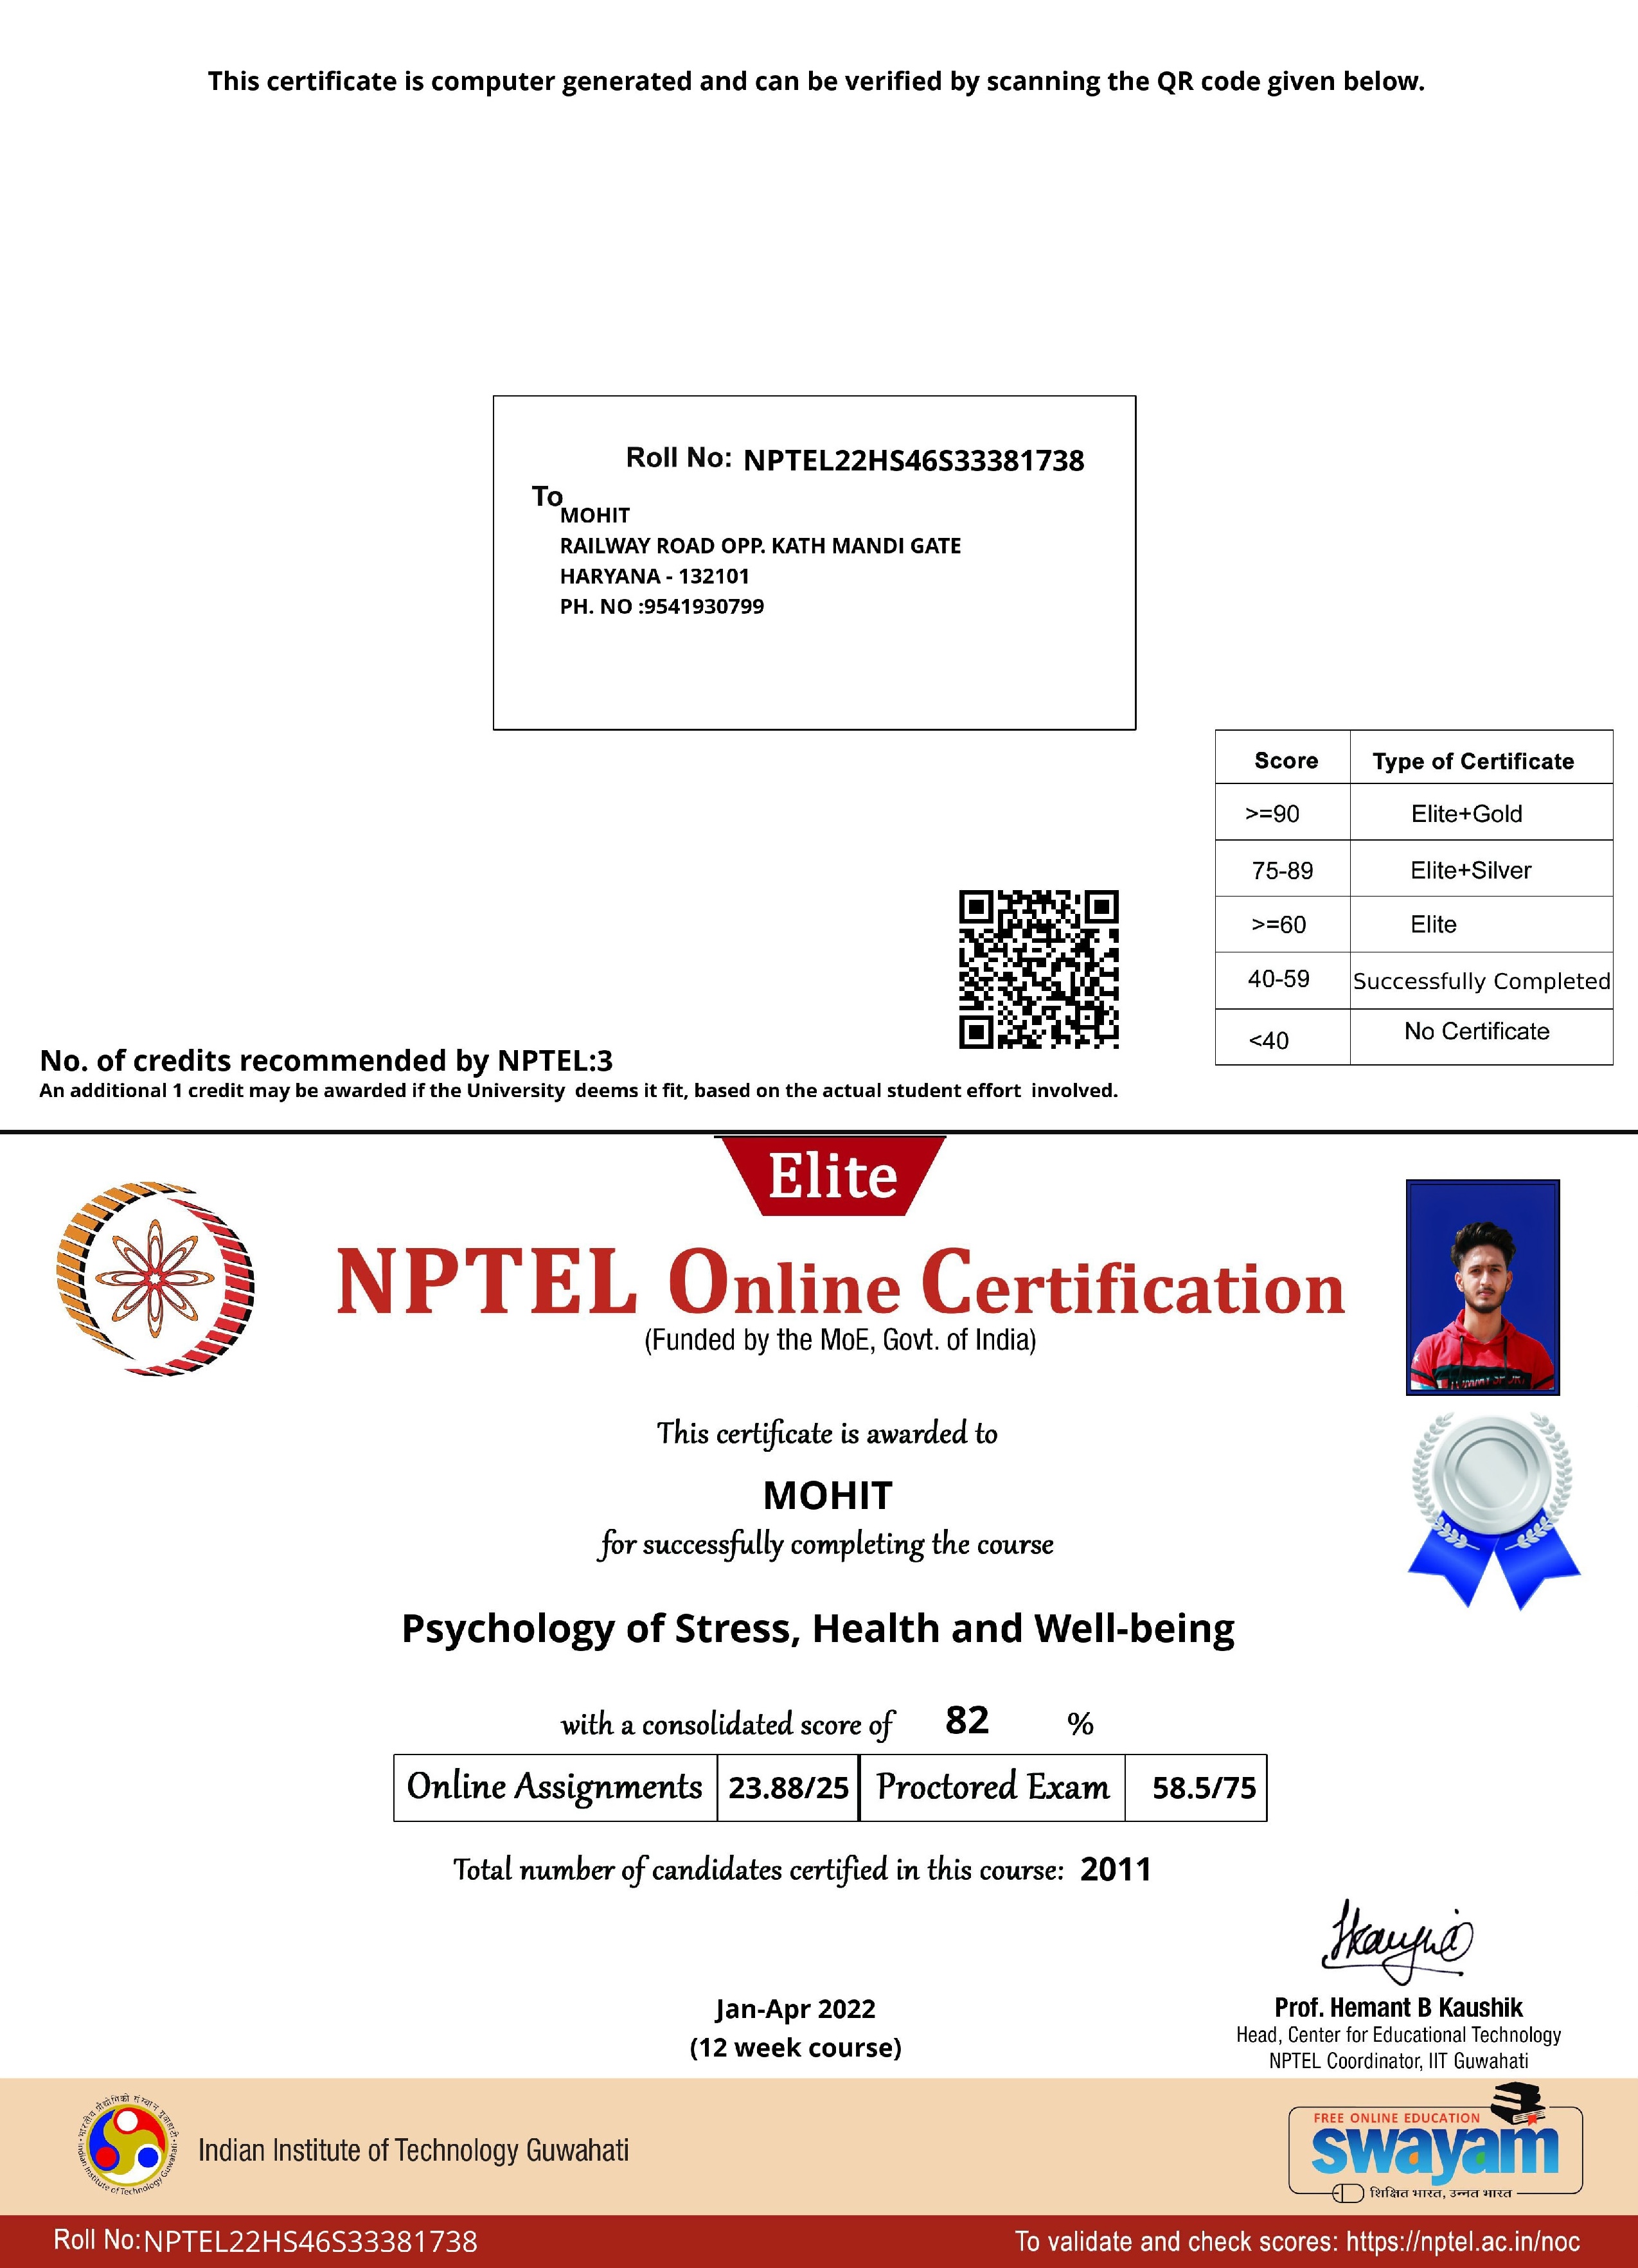 This certificate is computer generated and can be verified by scanning the QR code given below.
Roll No: NPTEL22HS46S33381738
To
MOHIT
RAILWAY ROAD OPP. KATH MANDI GATE
HARYANA - 132101
PH. NO :9541930799
Score Type of Certificate
>=90 Elite+Gold
75-89 Elite+Silver
>=60 Elite
40-59 Successfully Completed
<40 No Certificate
No. of credits recommended by NPTEL:3
An additional 1 credit may be awarded if the University deems it fit, based on the actual student effort involved.
Elite
NPTEL Online Certification
(Funded by the MoE, Govt. of India)
This certificate is awarded to
MOHIT
for successfully completing the course
Psychology of Stress, Health and Well-being
with a consolidated score of 82 %
Online Assignments 23.88/25 Proctored Exam 58.5/75
Total number of candidates certified in this course: 2011
Jan-Apr 2022
(12 week course)
Prof. Hemant B Kaushik
Head, Center for Educational Technology
NPTEL Coordinator, IIT Guwahati
भारतीय प्रौद्योगिकी संस्थान गुवाहाटी
Indian Institute of Technology Guwahati
Indian Institute of Technology Guwahati
FREE ONLINE EDUCATION
swayam
शिक्षित भारत, उन्नत भारत
Roll No:NPTEL22HS46S33381738
To validate and check scores: https://nptel.ac.in/noc